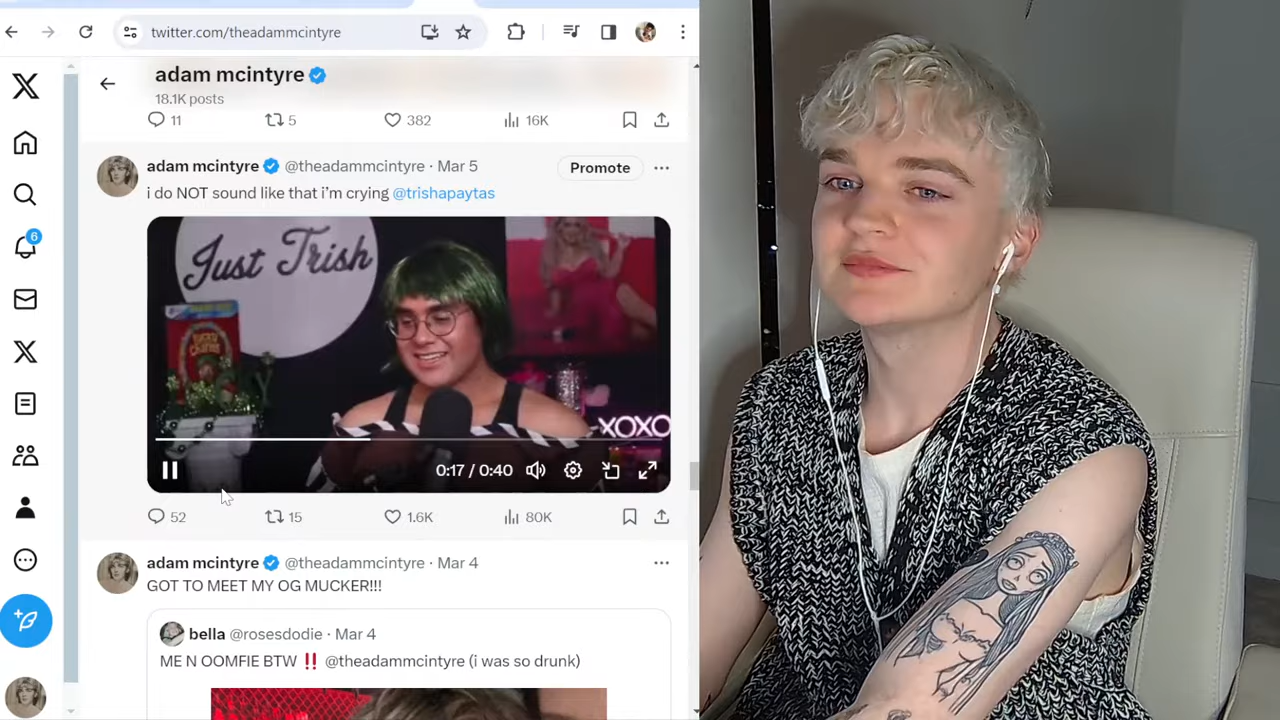 twitter.com/theadammcintyre
adam mcintyre
18.1K posts
11 5 382 16K
adam mcintyre @theadammcintyre · Mar 5
Promote
i do NOT sound like that i'm crying @trishapaytas
Just Trish
XOXO
0:17 / 0:40
52 15 1.6K 80K
6
adam mcintyre @theadammcintyre · Mar 4
GOT TO MEET MY OG MUCKER!!!
bella @rosesdodie · Mar 4
ME N OOMFIE BTW ‼️ @theadammcintyre (i was so drunk)